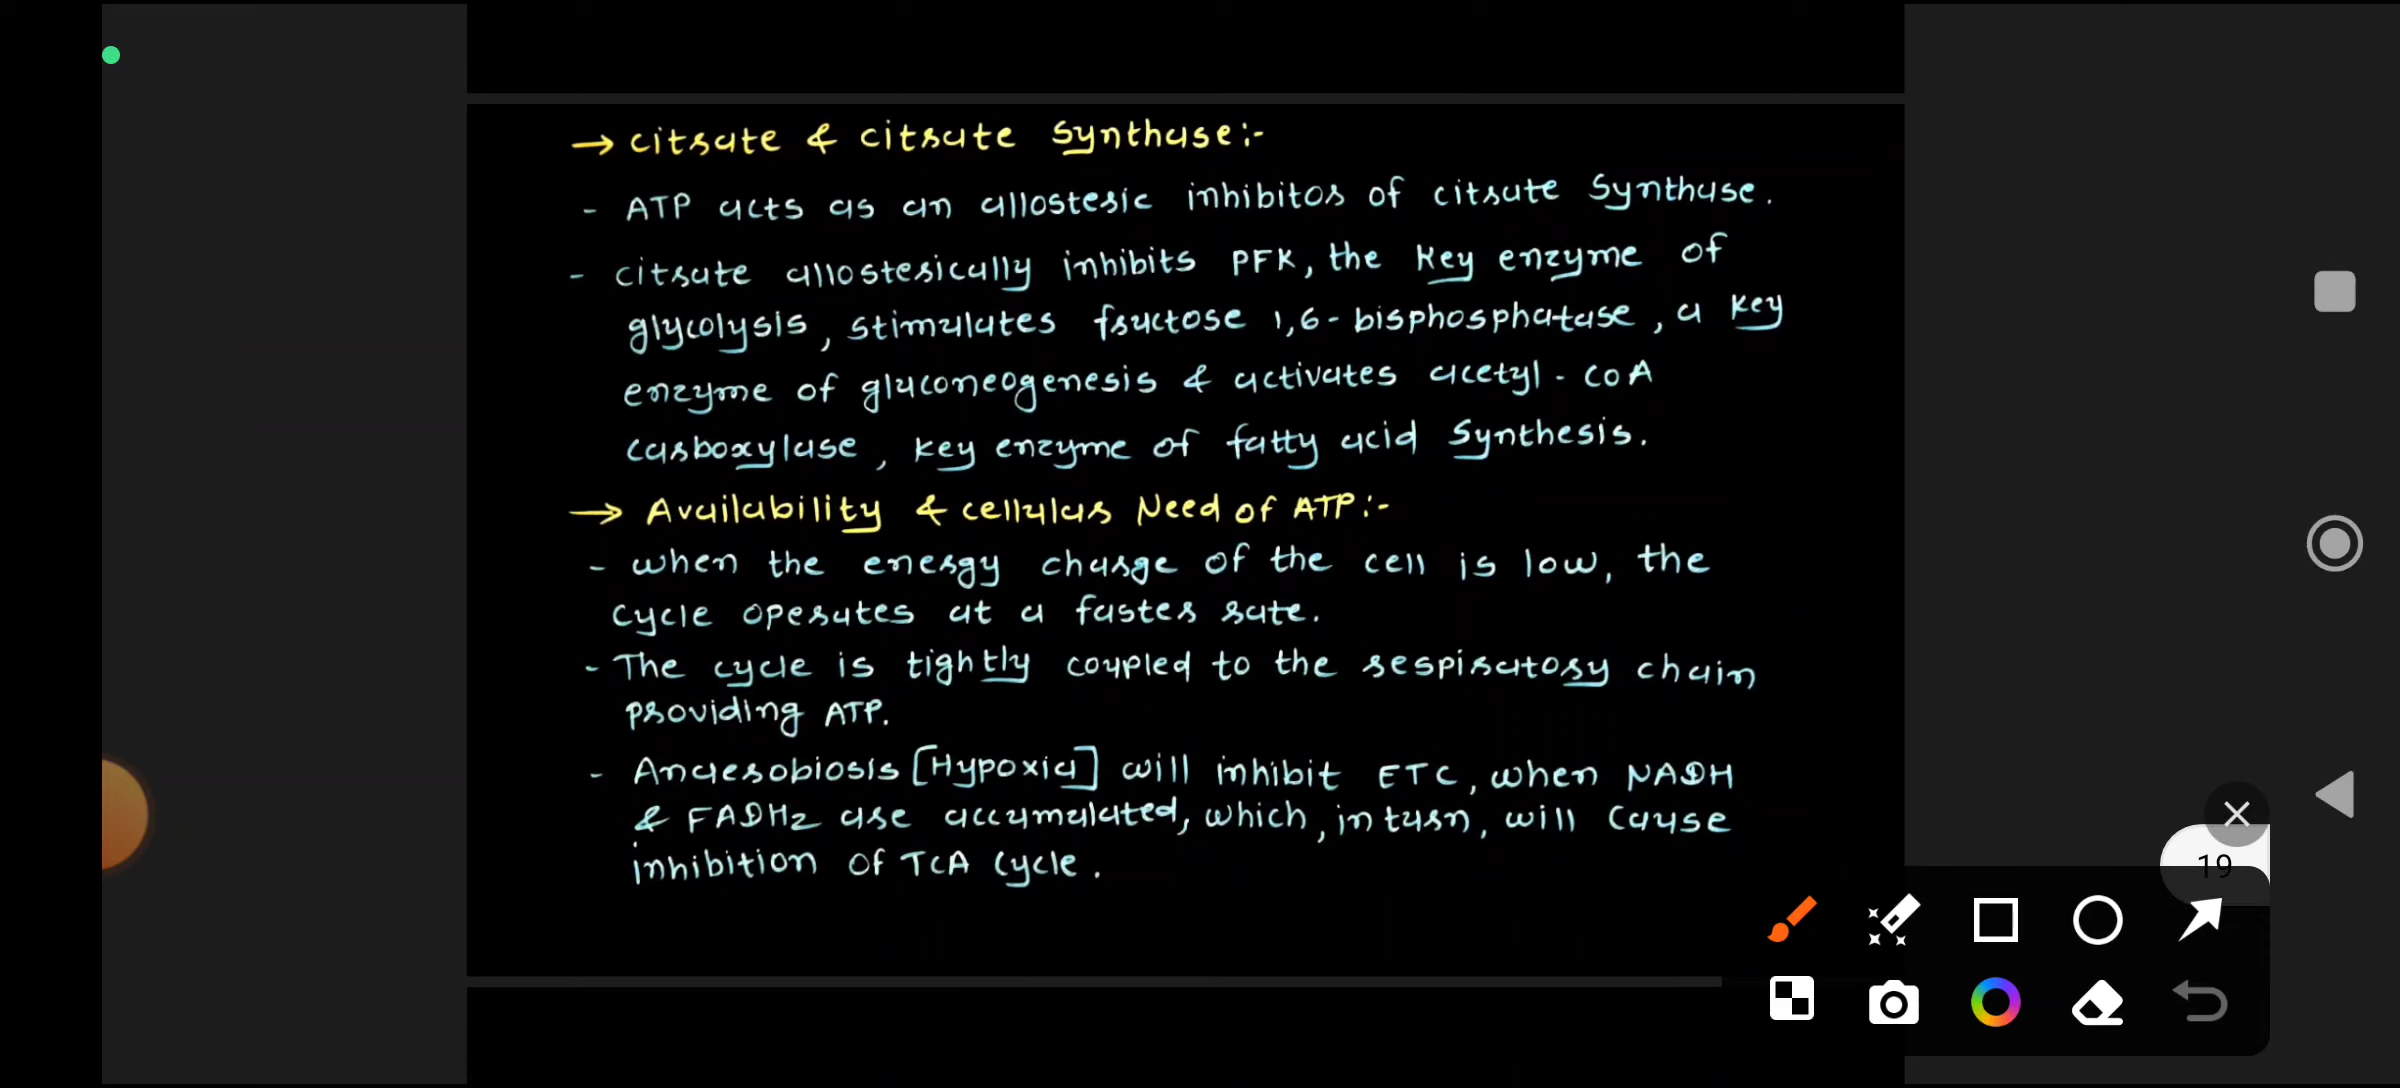 → citrate & citrate Synthase:-
- ATP acts as an allosteric inhibitor of citrate Synthase.
- citrate allosterically inhibits PFK, the Key enzyme of
glycolysis, stimulates fructose 1,6-bisphosphatase, a Key
enzyme of gluconeogenesis & activates acetyl-CoA
carboxylase, Key enzyme of fatty acid Synthesis.
→ Availability & cellular Need of ATP:-
- when the energy charge of the cell is low, the
cycle operates at a faster rate.
- The cycle is tightly coupled to the respiratory chain
providing ATP.
- Anaerobiosis [Hypoxia] will inhibit ETC, when NADH
& FADH2 are accumulated, which, in turn, will cause
inhibition of TCA cycle.
19